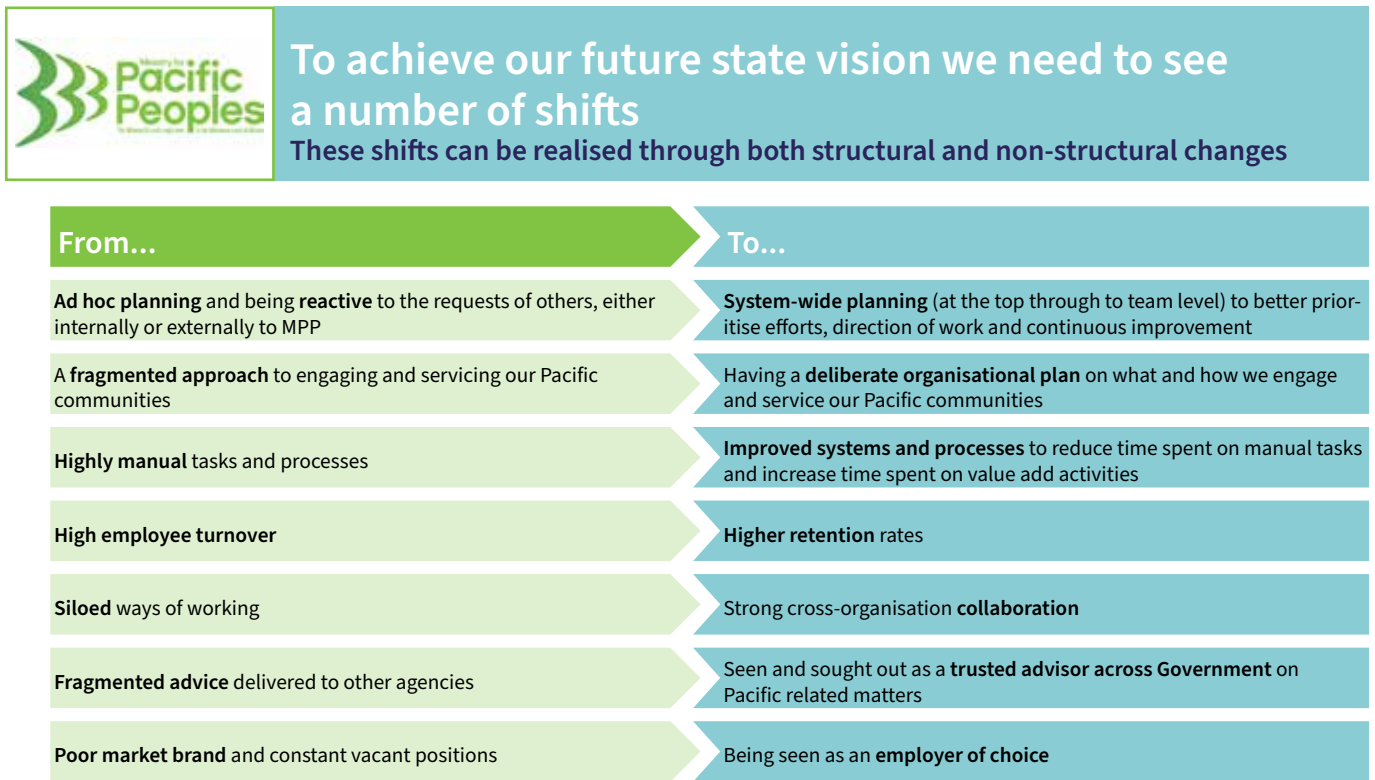 Ministry for
Pacific
Peoples
To achieve our future state vision we need to see
a number of shifts
These shifts can be realised through both structural and non-structural changes
From...
To...
Ad hoc planning and being reactive to the requests of others, either
internally or externally to MPP
System-wide planning (at the top through to team level) to better prior-
itise efforts, direction of work and continuous improvement
A fragmented approach to engaging and servicing our Pacific
communities
Having a deliberate organisational plan on what and how we engage
and service our Pacific communities
Highly manual tasks and processes
Improved systems and processes to reduce time spent on manual tasks
and increase time spent on value add activities
High employee turnover
Higher retention rates
Siloed ways of working
Strong cross-organisation collaboration
Fragmented advice delivered to other agencies
Seen and sought out as a trusted advisor across Government on
Pacific related matters
Poor market brand and constant vacant positions
Being seen as an employer of choice